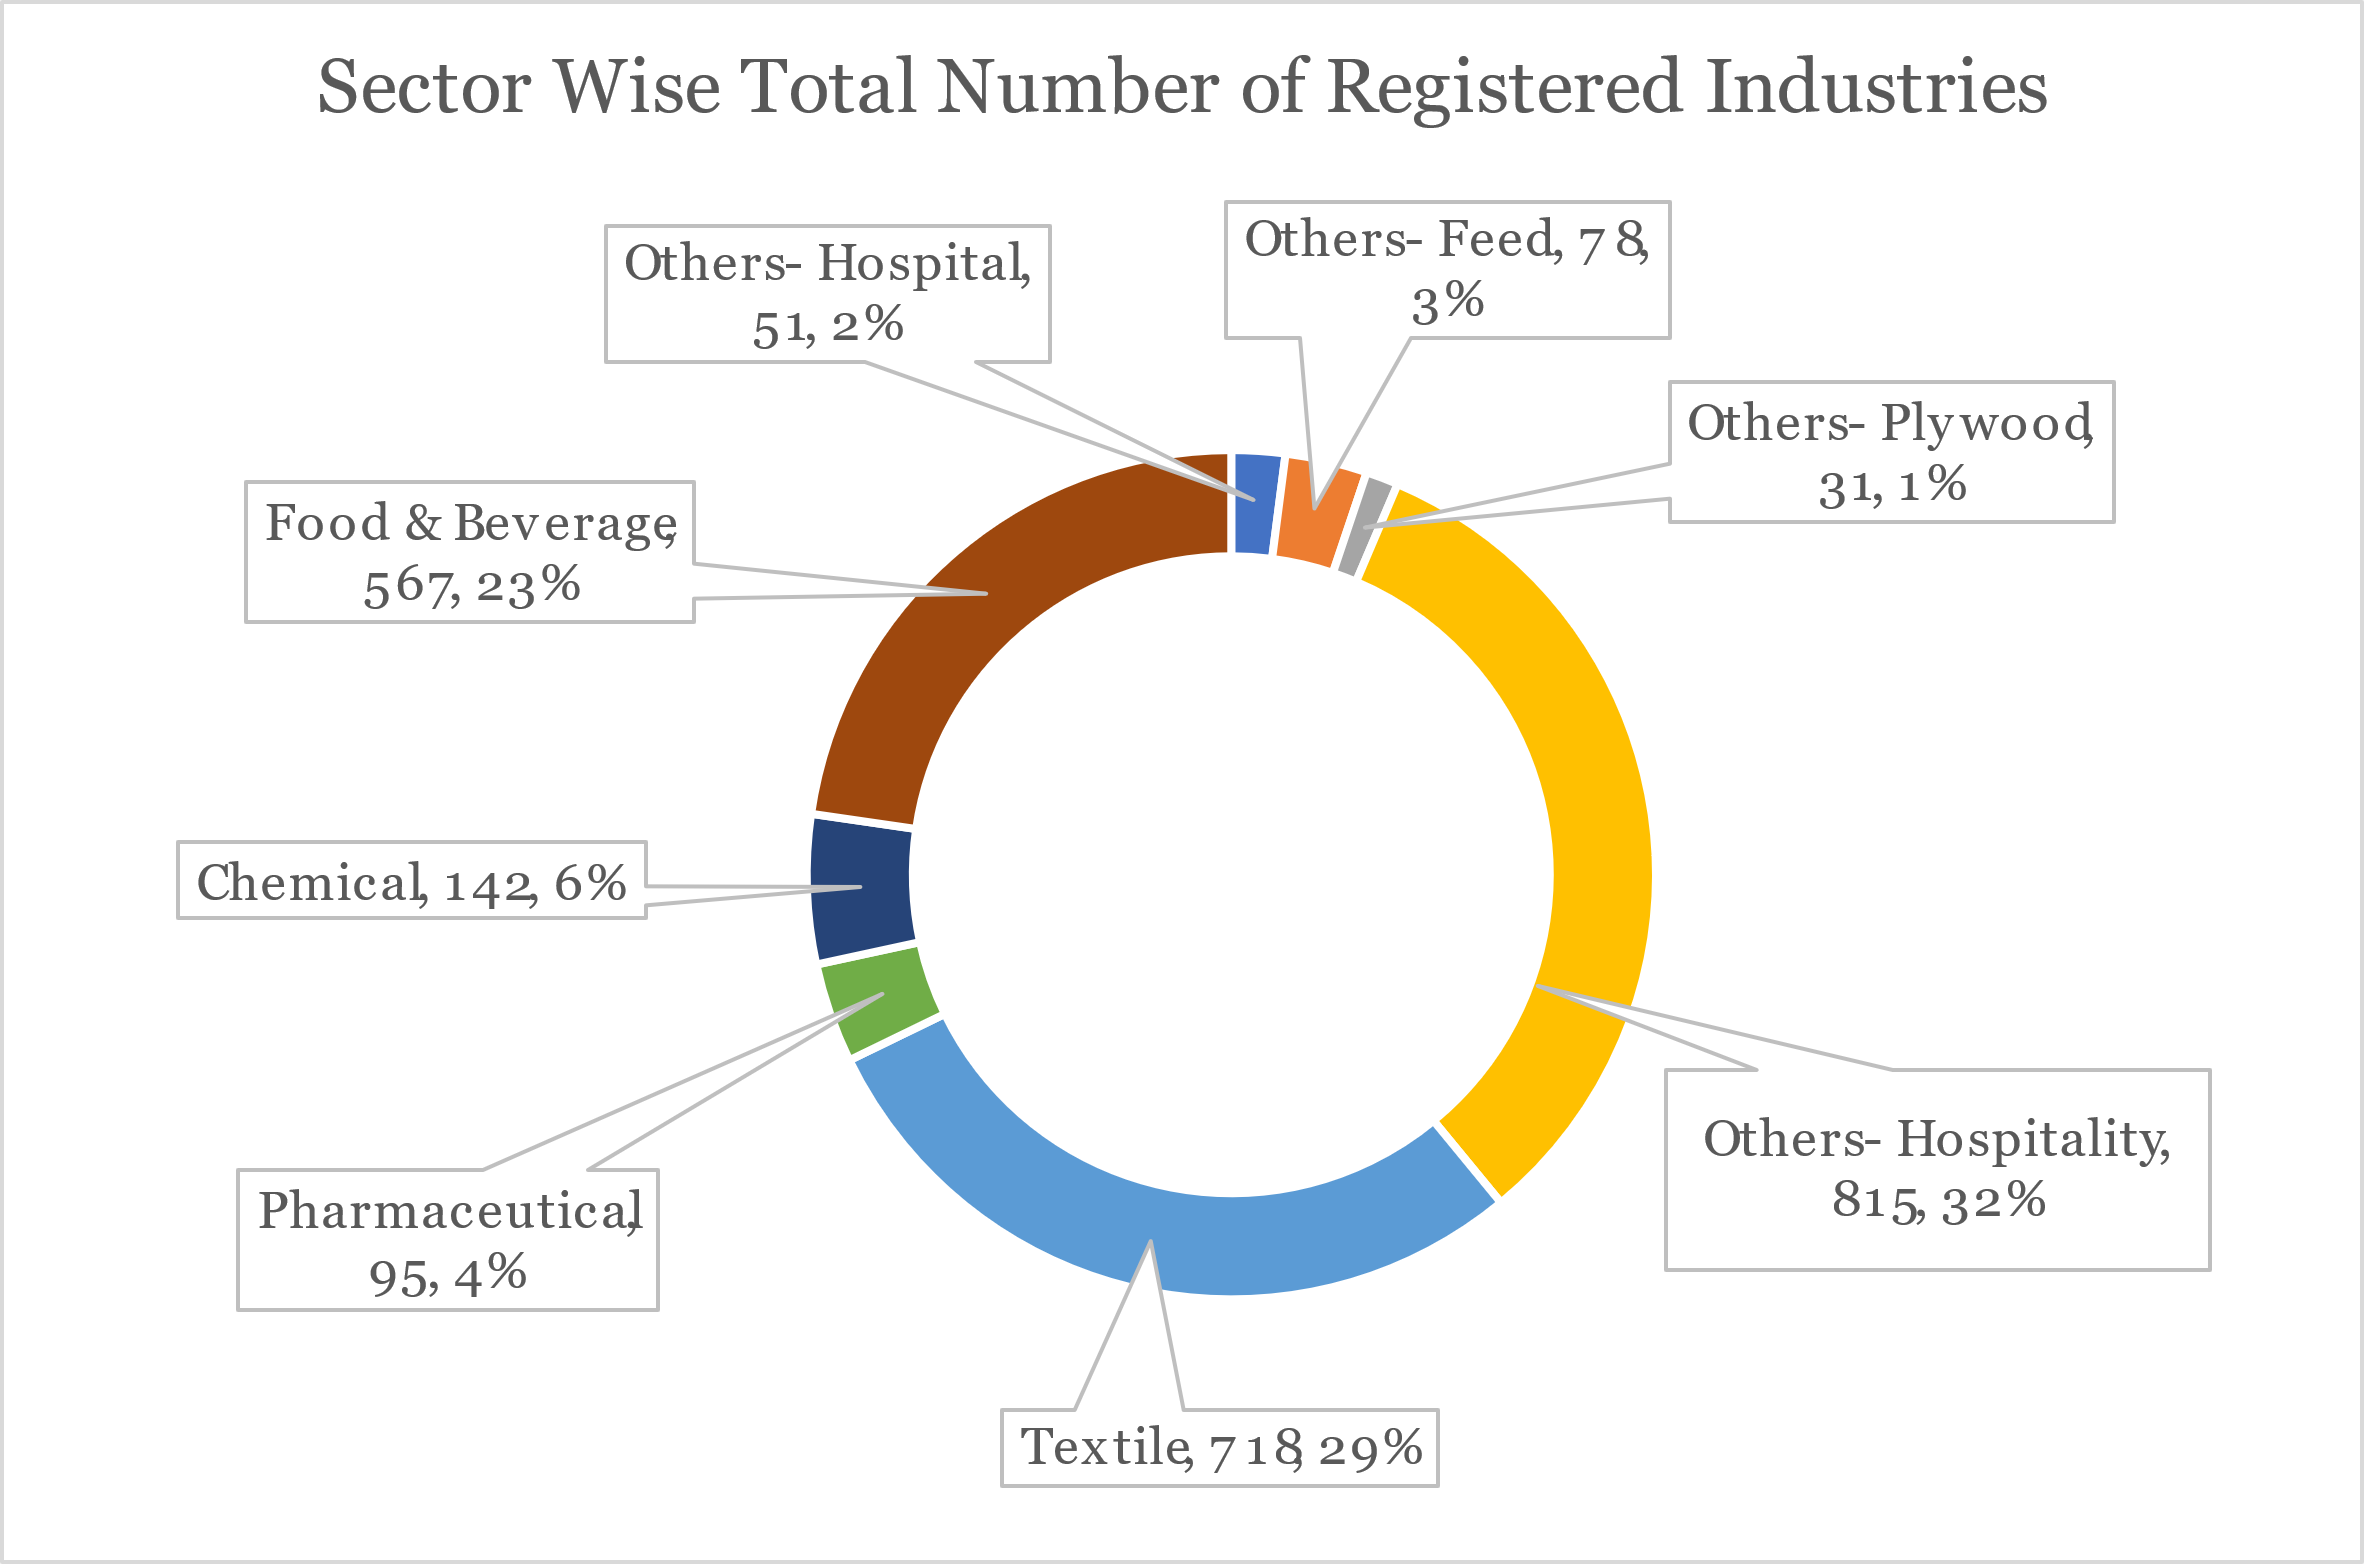 Sector Wise Total Number of Registered Industries
Others- Hospital,
51, 2%
Others- Feed, 78,
3%
Others- Plywood,
31, 1%
Food & Beverage,
567, 23%
Chemical, 142, 6%
Others- Hospitality,
815, 32%
Pharmaceutical,
95, 4%
Textile, 718, 29%